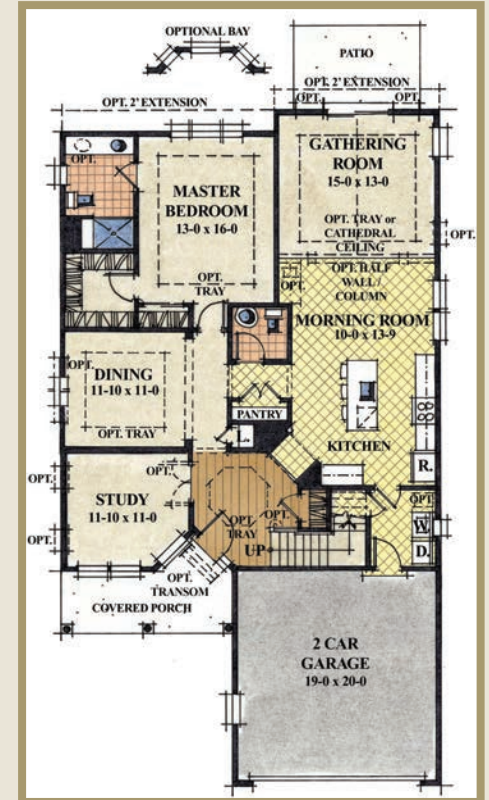 OPTIONAL BAY
PATIO
OPT. 2' EXTENSION
OPT. OPT.
OPT. 2' EXTENSION
GATHERING
ROOM
15-0 x 13-0
OPT.
MASTER
BEDROOM
13-0 x 16-0
OPT. TRAY or
CATHEDRAL
CEILING
OPT.
OPT. HALF
WALL /
COLUMN
OPT.
TRAY
OPT.
MORNING ROOM
10-0 x 13-9
OPT.
DINING
11-10 x 11-0
OPT. TRAY
PANTRY
L.
KITCHEN
R.
OPT.
OPT.
STUDY
11-10 x 11-0
OPT.
OPT.
TRAY
OPT.
OPT.
W.
D.
UP
OPT.
OPT.
TRANSOM
COVERED PORCH
2 CAR
GARAGE
19-0 x 20-0